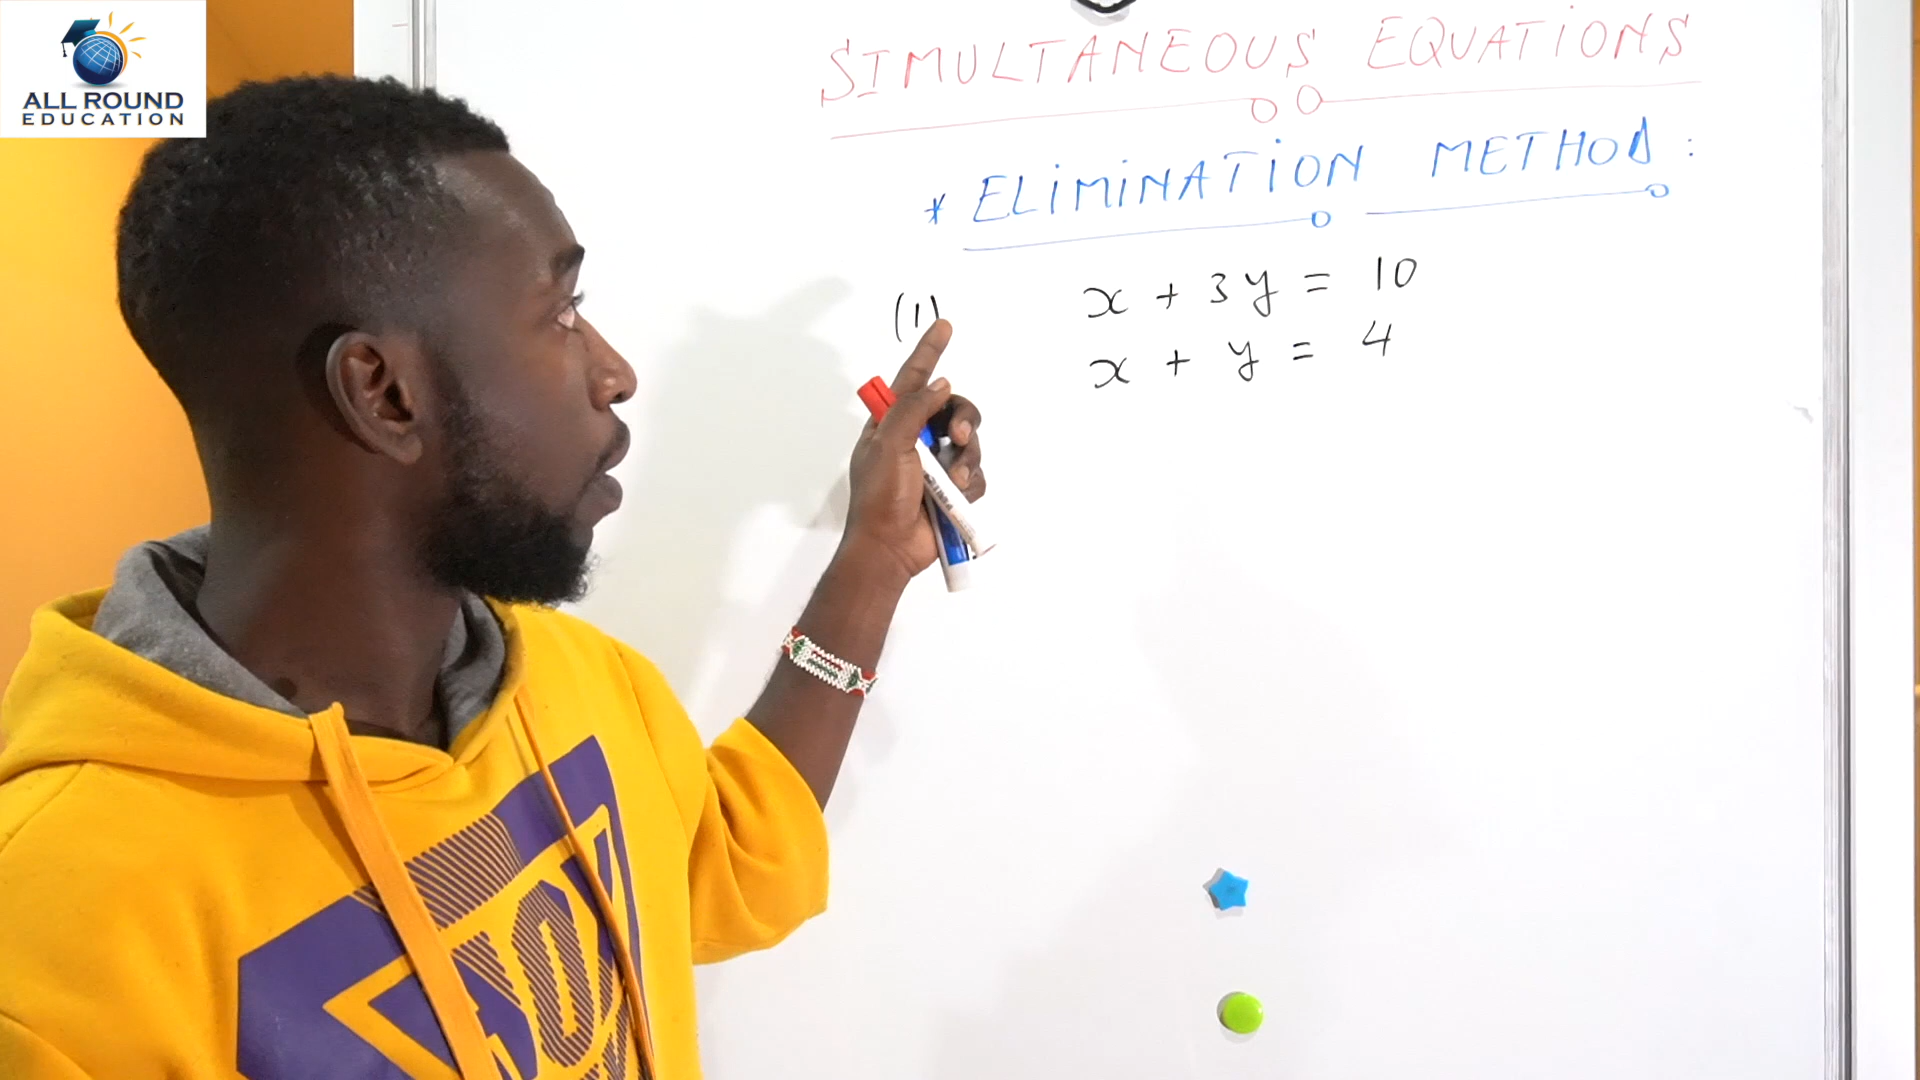 ALL ROUND
EDUCATION
SIMULTANEOUS EQUATIONS
* ELIMINATION METHOD :
(1) x + 3y = 10
x + y = 4